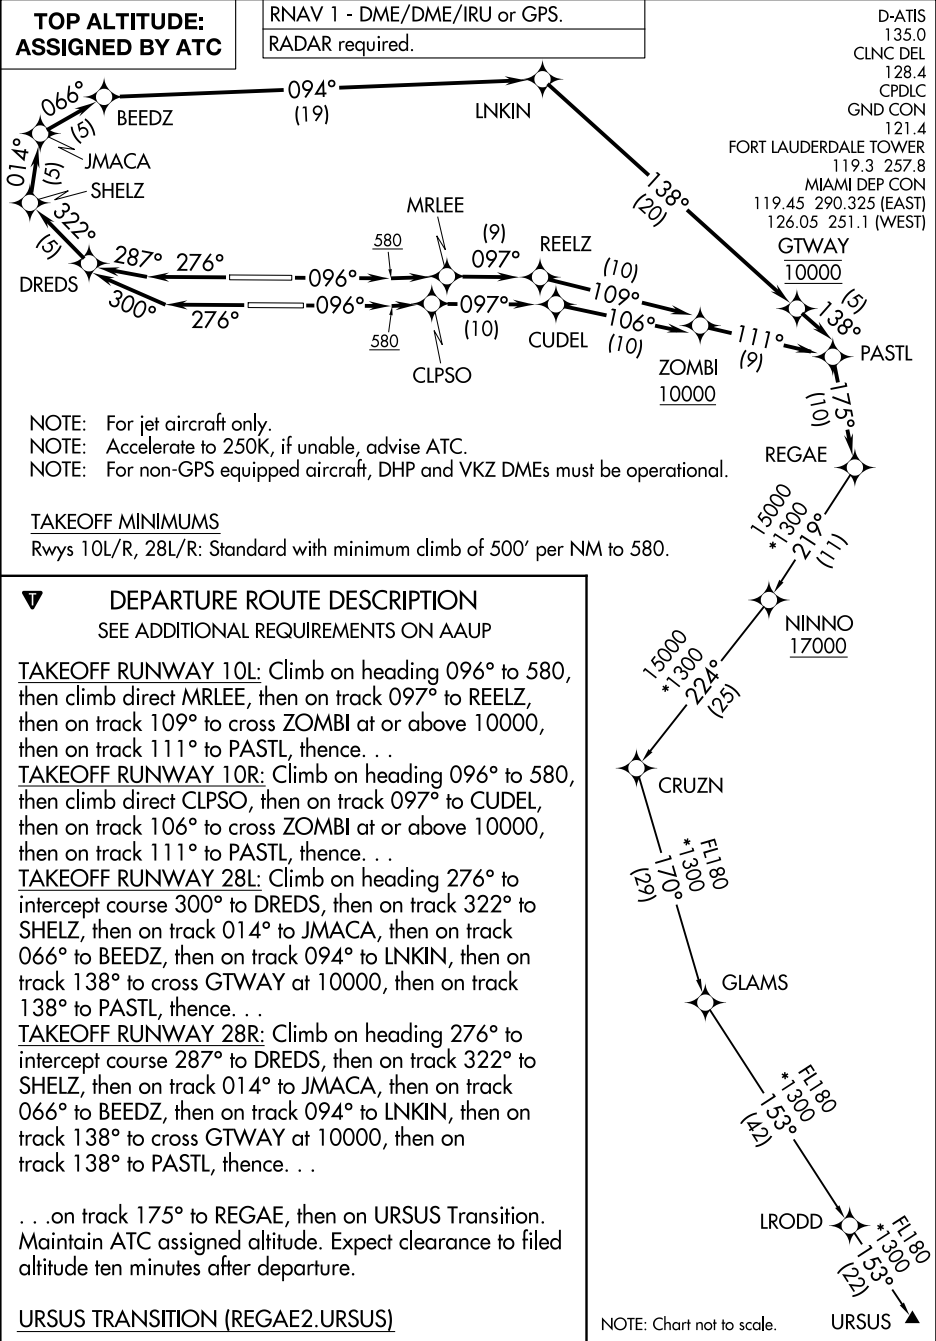 TOP ALTITUDE:
ASSIGNED BY ATC
RNAV 1 - DME/DME/IRU or GPS.
RADAR required.
D-ATIS
135.0
CLNC DEL
128.4
CPDLC
GND CON
121.4
FORT LAUDERDALE TOWER
119.3 257.8
MIAMI DEP CON
119.45 290.325 (EAST)
126.05 251.1 (WEST)
066°
(5)
BEEDZ
094°
(19)
LNKIN
014°
(5)
JMACA
SHELZ
138°
(20)
322°
(5)
DREDS
287°
276°
096°
580
MRLEE
(9)
097°
REELZ
(10)
109°
GTWAY
10000
(5)
138°
300°
276°
096°
580
CLPSO
097°
(10)
CUDEL
106°
(10)
ZOMBI
10000
111°
(9)
PASTL
175°
(10)
REGAE
NOTE: For jet aircraft only.
NOTE: Accelerate to 250K, if unable, advise ATC.
NOTE: For non-GPS equipped aircraft, DHP and VKZ DMEs must be operational.
TAKEOFF MINIMUMS
Rwys 10L/R, 28L/R: Standard with minimum climb of 500' per NM to 580.
15000
*1300
219°
(11)
NINNO
17000
15000
*1300
224°
(25)
CRUZN
FL180
*1300
170°
(29)
GLAMS
FL180
*1300
153°
(42)
LRODD
FL180
*1300
153°
(22)
URSUS
T
DEPARTURE ROUTE DESCRIPTION
SEE ADDITIONAL REQUIREMENTS ON AAUP
TAKEOFF RUNWAY 10L: Climb on heading 096° to 580,
then climb direct MRLEE, then on track 097° to REELZ,
then on track 109° to cross ZOMBI at or above 10000,
then on track 111° to PASTL, thence. . .
TAKEOFF RUNWAY 10R: Climb on heading 096° to 580,
then climb direct CLPSO, then on track 097° to CUDEL,
then on track 106° to cross ZOMBI at or above 10000,
then on track 111° to PASTL, thence. . .
TAKEOFF RUNWAY 28L: Climb on heading 276° to
intercept course 300° to DREDS, then on track 322° to
SHELZ, then on track 014° to JMACA, then on track
066° to BEEDZ, then on track 094° to LNKIN, then on
track 138° to cross GTWAY at 10000, then on track
138° to PASTL, thence. . .
TAKEOFF RUNWAY 28R: Climb on heading 276° to
intercept course 287° to DREDS, then on track 322° to
SHELZ, then on track 014° to JMACA, then on track
066° to BEEDZ, then on track 094° to LNKIN, then on
track 138° to cross GTWAY at 10000, then on
track 138° to PASTL, thence. . .
. . .on track 175° to REGAE, then on URSUS Transition.
Maintain ATC assigned altitude. Expect clearance to filed
altitude ten minutes after departure.
URSUS TRANSITION (REGAE2.URSUS)
NOTE: Chart not to scale.